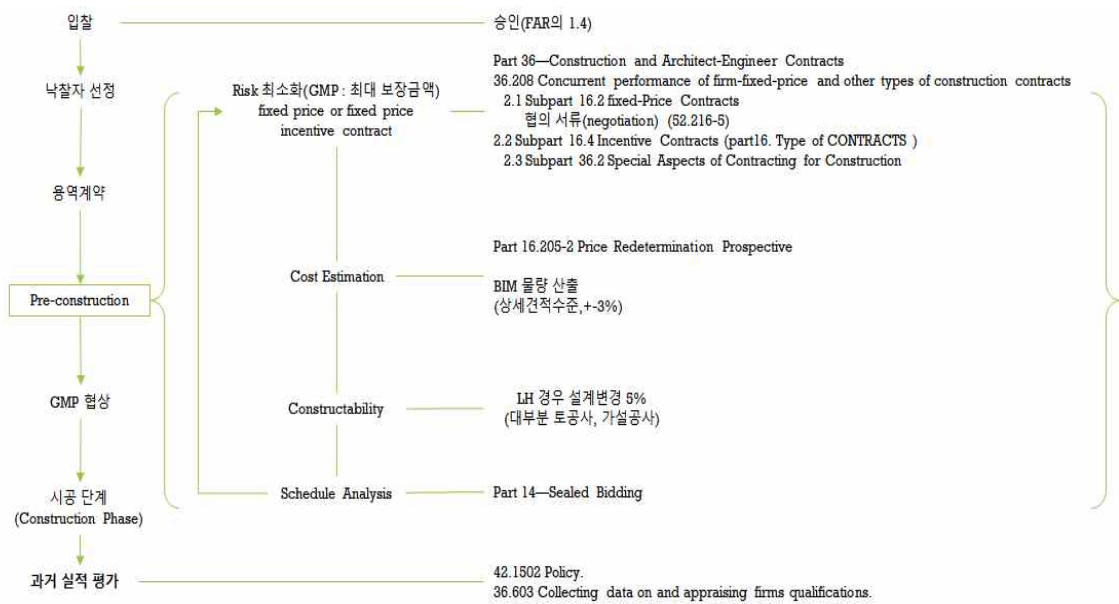 입찰
승인(FAR의 1.4)
낙찰자 선정
용역계약
Pre-construction
GMP 협상
시공 단계
(Construction Phase)
과거 실적 평가
Risk 최소화(GMP : 최대 보장금액)
fixed price or fixed price
incentive contract
Cost Estimation
Constructability
Schedule Analysis
Part 36—Construction and Architect-Engineer Contracts
36.208 Concurrent performance of firm-fixed-price and other types of construction contracts
2.1 Subpart 16.2 fixed-Price Contracts
협의 서류(negotiation) (52.216-5)
2.2 Subpart 16.4 Incentive Contracts (part16. Type of CONTRACTS )
2.3 Subpart 36.2 Special Aspects of Contracting for Construction
Part 16.205-2 Price Redetermination Prospective
BIM 물량 산출
(상세견적수준,+-3%)
LH 경우 설계변경 5%
(대부분 토공사, 가설공사)
Part 14—Sealed Bidding
42.1502 Policy.
36.603 Collecting data on and appraising firms qualifications.